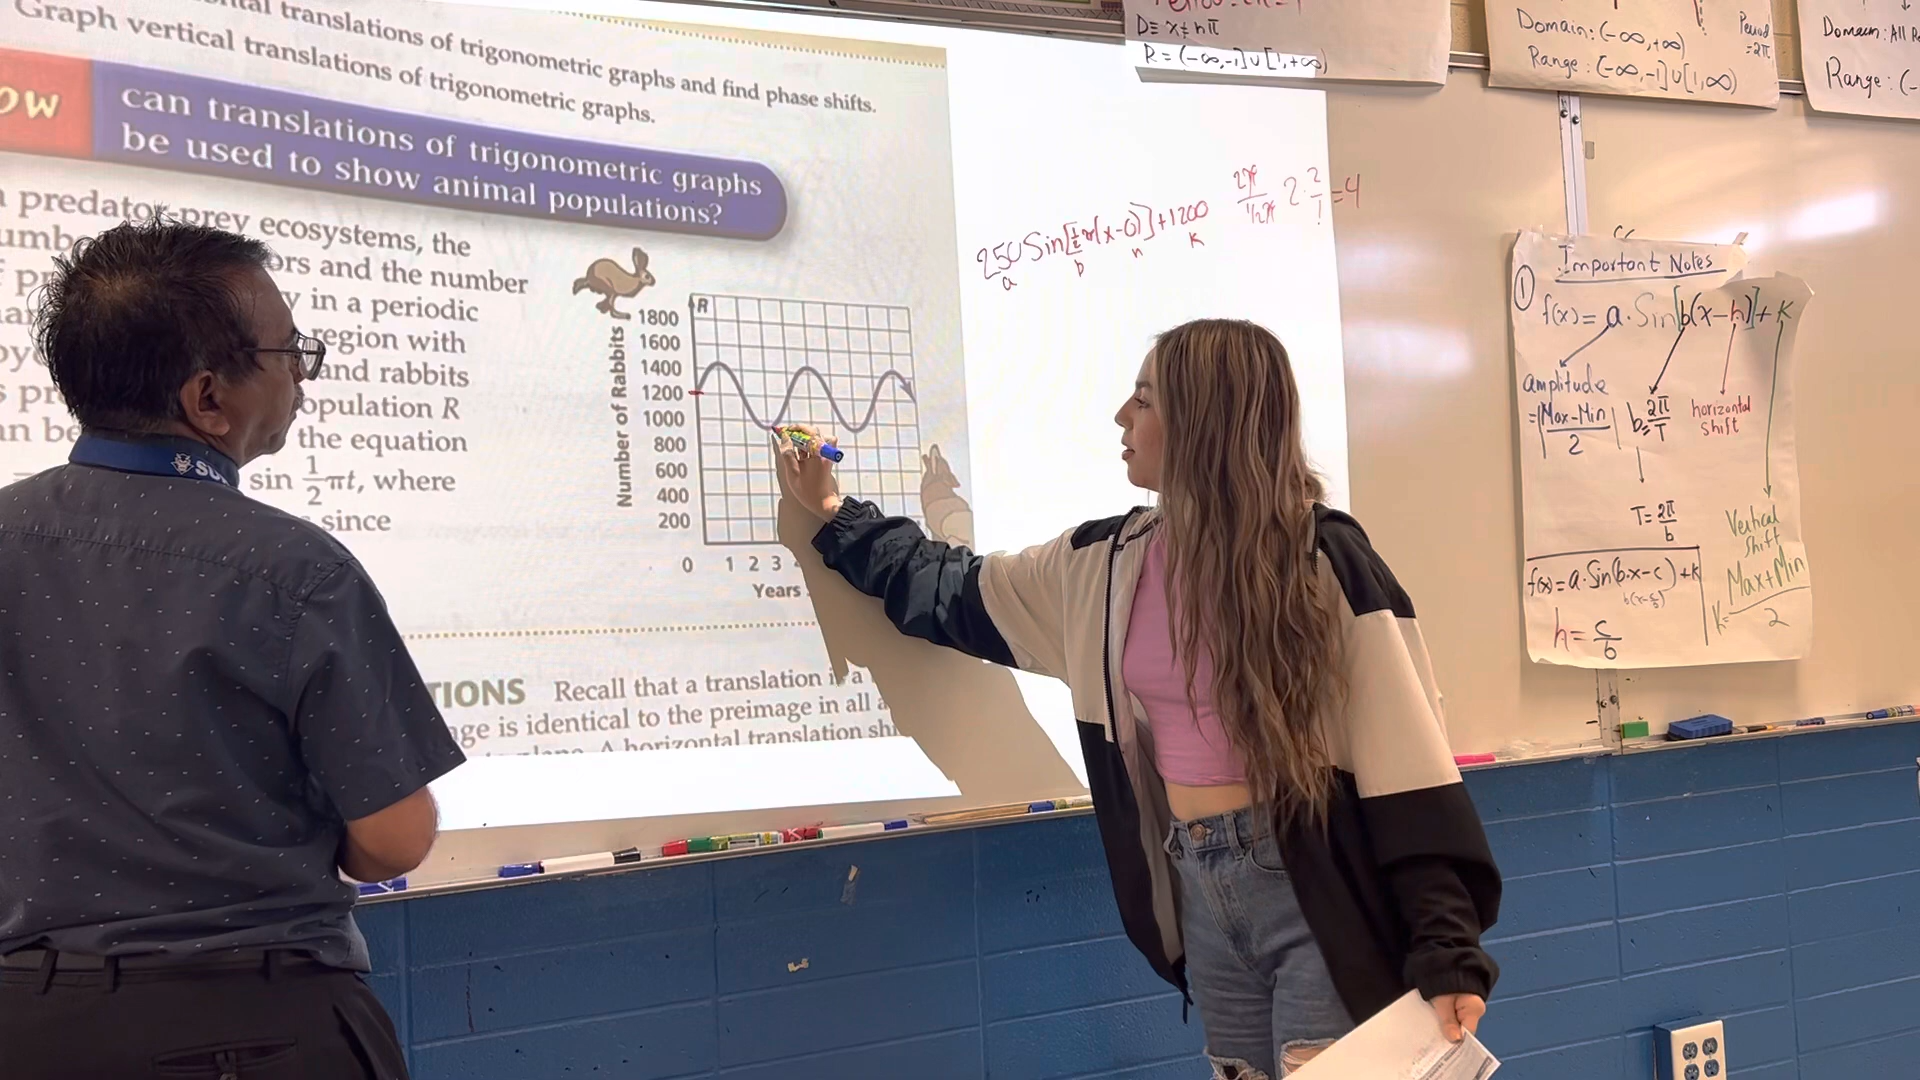 translations of trigonometric graphs and find phase shifts.
Graph vertical translations of trigonometric graphs.
OW can translations of trigonometric graphs
be used to show animal populations?
predator-prey ecosystems, the
ors and the number
y in a periodic
region with
and rabbits
opulation R
the equation
sin 1/2 πt, where
since
R
1800
1600
1400
1200
1000
800
600
400
200
0 1 2 3
Number of Rabbits
Years
TIONS Recall that a translation is a
ge is identical to the preimage in all a
A horizontal translation shi
250 Sin[1/2 π(x-0)]+1200
a b h k
2π / 1/2π 2·2/1 =4
D= x≠nπ
R = (-∞,-1]∪[1,+∞)
Domain: (-∞,+∞)
Range: (-∞,-1]∪[1,∞)
Period
=2π
Domain: All R
Range: (-
Important Notes
① f(x)= a·Sin[b(x-h)]+K
amplitude
=|Max-Min / 2|
b=2π/T
horizontal
shift
T=2π/b
Vertical
Shift
K=Max+Min / 2
f(x)=a·Sin(b·x-c)+K
b(x-c/b)
h=c/b